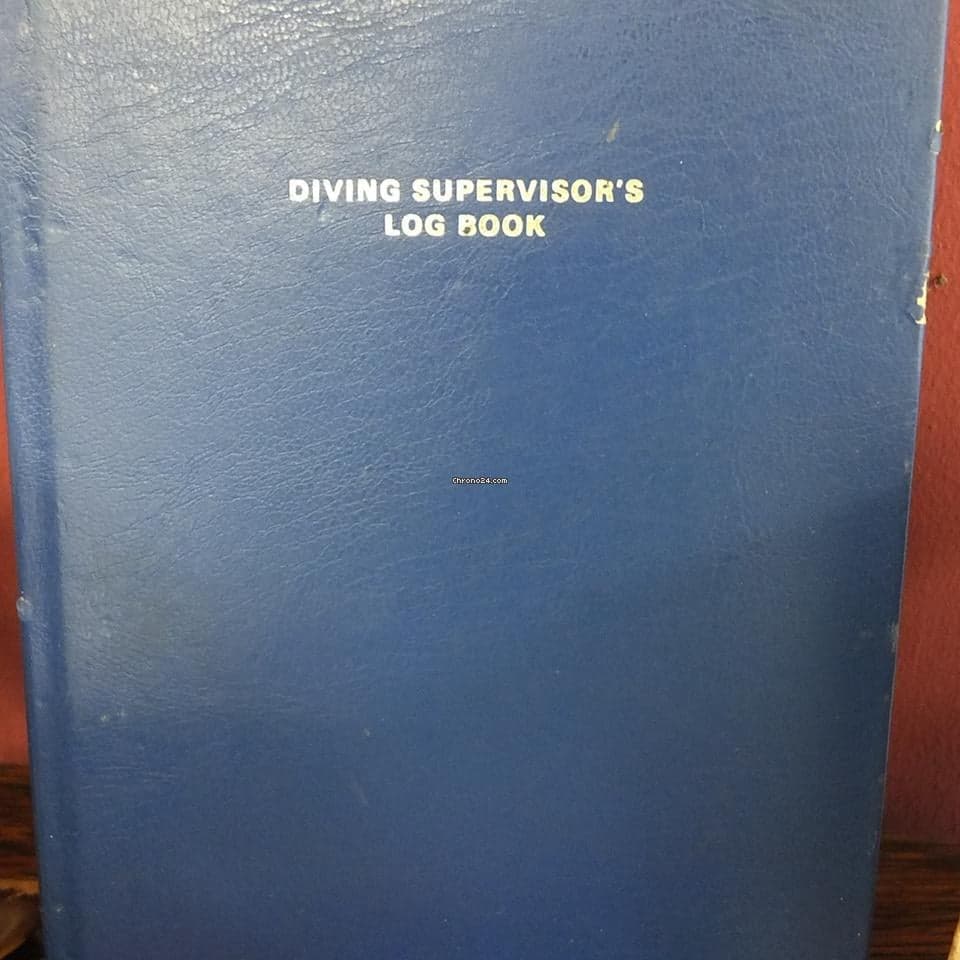 DIVING SUPERVISOR'S
LOG BOOK
Chrono24.com